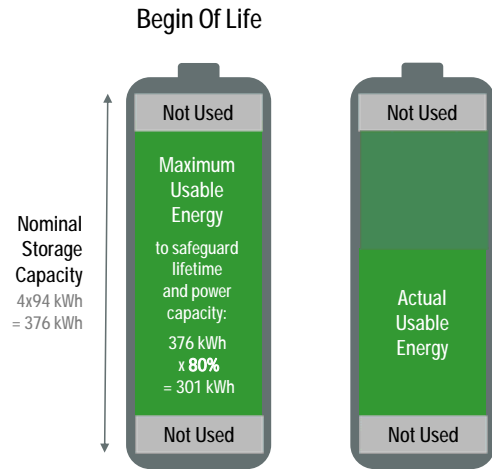 Begin Of Life
Not Used
Maximum
Usable
Energy
to safeguard
lifetime
and power
capacity:
376 kWh
x 80%
= 301 kWh
Not Used
Nominal
Storage
Capacity
4x94 kWh
= 376 kWh
Not Used
Actual
Usable
Energy
Not Used